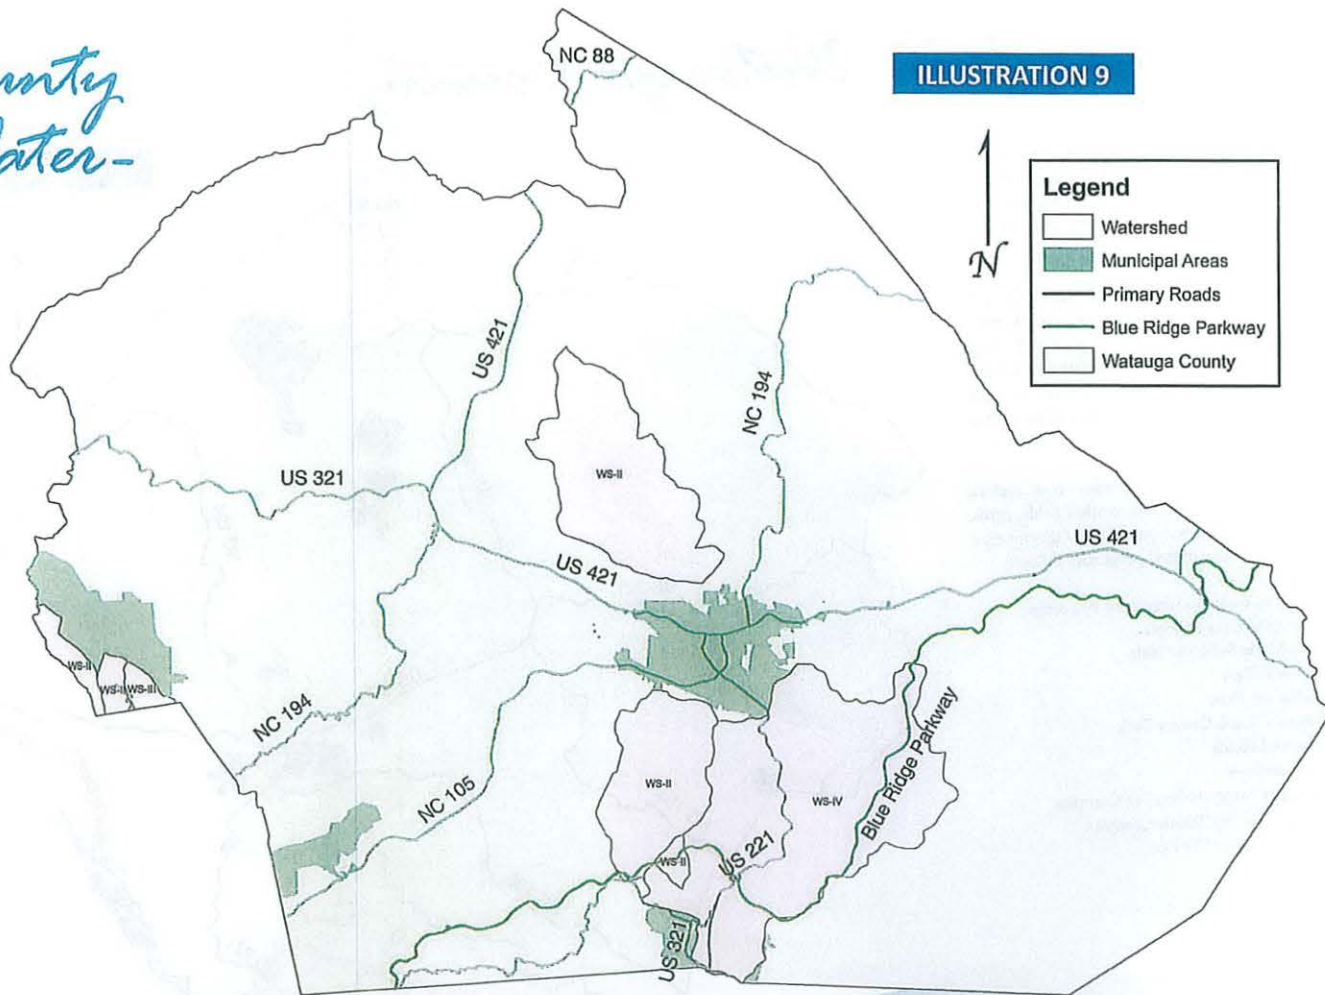 unty
later-
ILLUSTRATION 9
N
Legend
Watershed
Municipal Areas
Primary Roads
Blue Ridge Parkway
Watauga County
NC 88
US 421
NC 194
US 321
WS-II
US 421
US 421
WS-II
WS-II
WS-III
NC 194
NC 105
WS-II
WS-IV
Blue Ridge Parkway
US 221
WS-II
US 321